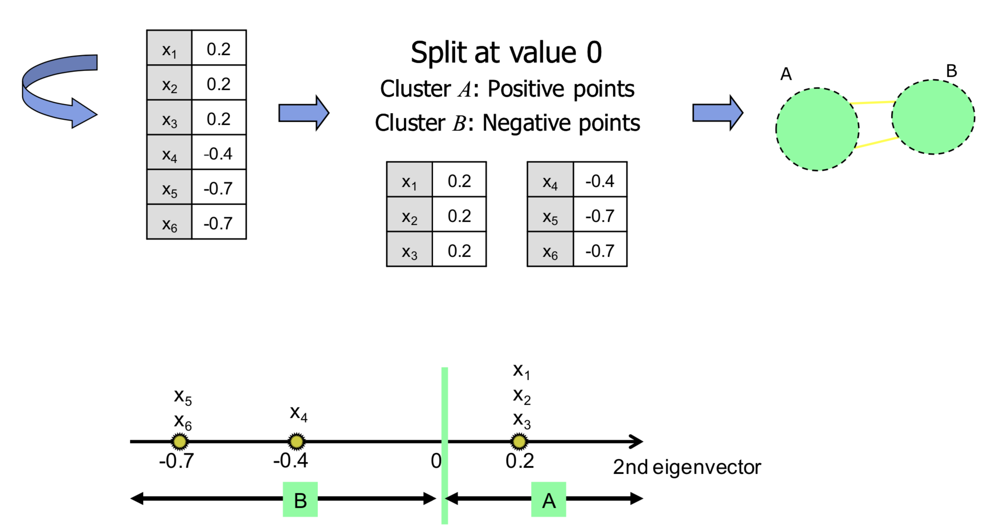 x₁ 0.2
x₂ 0.2
x₃ 0.2
x₄ -0.4
x₅ -0.7
x₆ -0.7
Split at value 0
Cluster A: Positive points
Cluster B: Negative points
x₁ 0.2
x₂ 0.2
x₃ 0.2
x₄ -0.4
x₅ -0.7
x₆ -0.7
A
B
x₅
x₆
x₄
x₁
x₂
x₃
-0.7 -0.4 0 0.2
2nd eigenvector
B A